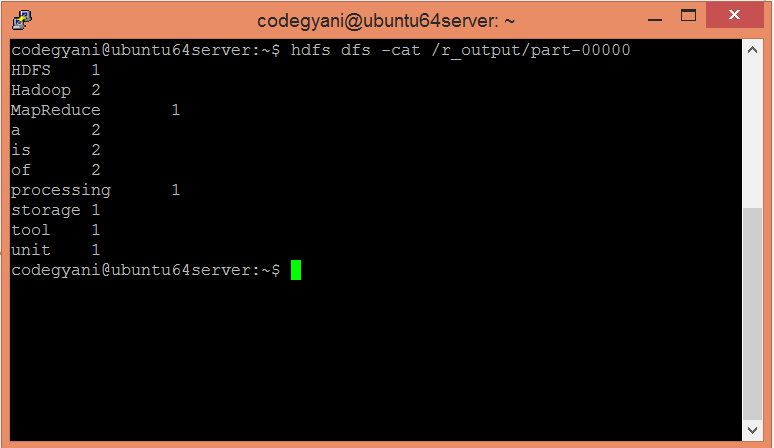 codegyani@ubuntu64server: ~
codegyani@ubuntu64server:~$ hdfs dfs -cat /r_output/part-00000
HDFS    1
Hadoop  2
MapReduce       1
a       2
is      2
of      2
processing      1
storage 1
tool    1
unit    1
codegyani@ubuntu64server:~$